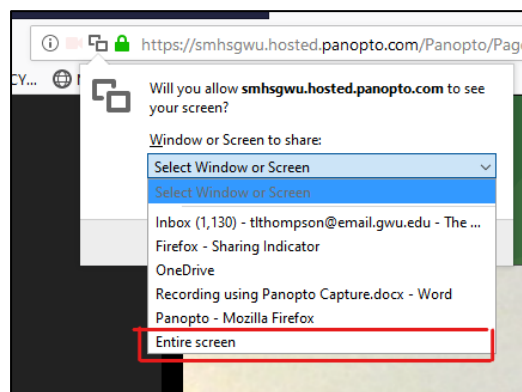 https://smhsgwu.hosted.panopto.com/Panopto/Pag
CY...
Will you allow smhsgwu.hosted.panopto.com to see
your screen?
Window or Screen to share:
Select Window or Screen
Select Window or Screen
Inbox (1,130) - tlthompson@email.gwu.edu - The ...
Firefox - Sharing Indicator
OneDrive
Recording using Panopto Capture.docx - Word
Panopto - Mozilla Firefox
Entire screen